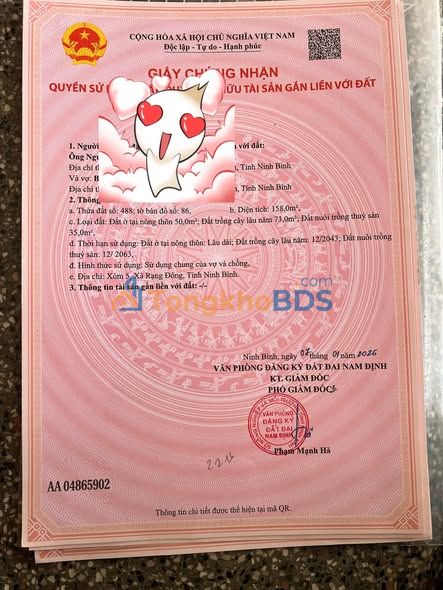 CỘNG HÒA XÃ HỘI CHỦ NGHĨA VIỆT NAM
Độc lập - Tự do - Hạnh phúc
GIẤY CHỨNG NHẬN
QUYỀN SỬ HỮU TÀI SẢN GẮN LIỀN VỚI ĐẤT
1. Người với đất:
Ông
Địa chỉ Tỉnh Ninh Bình
Và vợ:
Địa chỉ Tỉnh Ninh Bình
2. Thông
a. Thửa đất số: 488; tờ bản đồ số: 86, b. Diện tích: 158,0m²;
c. Loại đất: Đất ở tại nông thôn 50,0m²; Đất trồng cây lâu năm 73,0m²; Đất nuôi trồng thuỷ sản
35,0m²,
d. Thời hạn sử dụng: Đất ở tại nông thôn: Lâu dài; Đất trồng cây lâu năm: 12/2043; Đất nuôi trồng
thuỷ sản: 12/ 2063,
đ. Hình thức sử dụng: Sử dụng chung của vợ và chồng,
e. Địa chỉ: Xóm 5, Xã Rạng Đông, Tỉnh Ninh Bình.
3. Thông tin tài sản gắn liền với đất: -/-
TongkhoBDS.com
Ninh Bình, ngày 07 tháng 01 năm 2026
VĂN PHÒNG ĐĂNG KÝ ĐẤT ĐAI NAM ĐỊNH
KT. GIÁM ĐỐC
PHÓ GIÁM ĐỐC
VĂN PHÒNG
ĐĂNG KÝ
ĐẤT ĐAI
NAM ĐỊNH
Phạm Mạnh Hà
AA 04865902
Thông tin chi tiết được thể hiện tại mã QR.